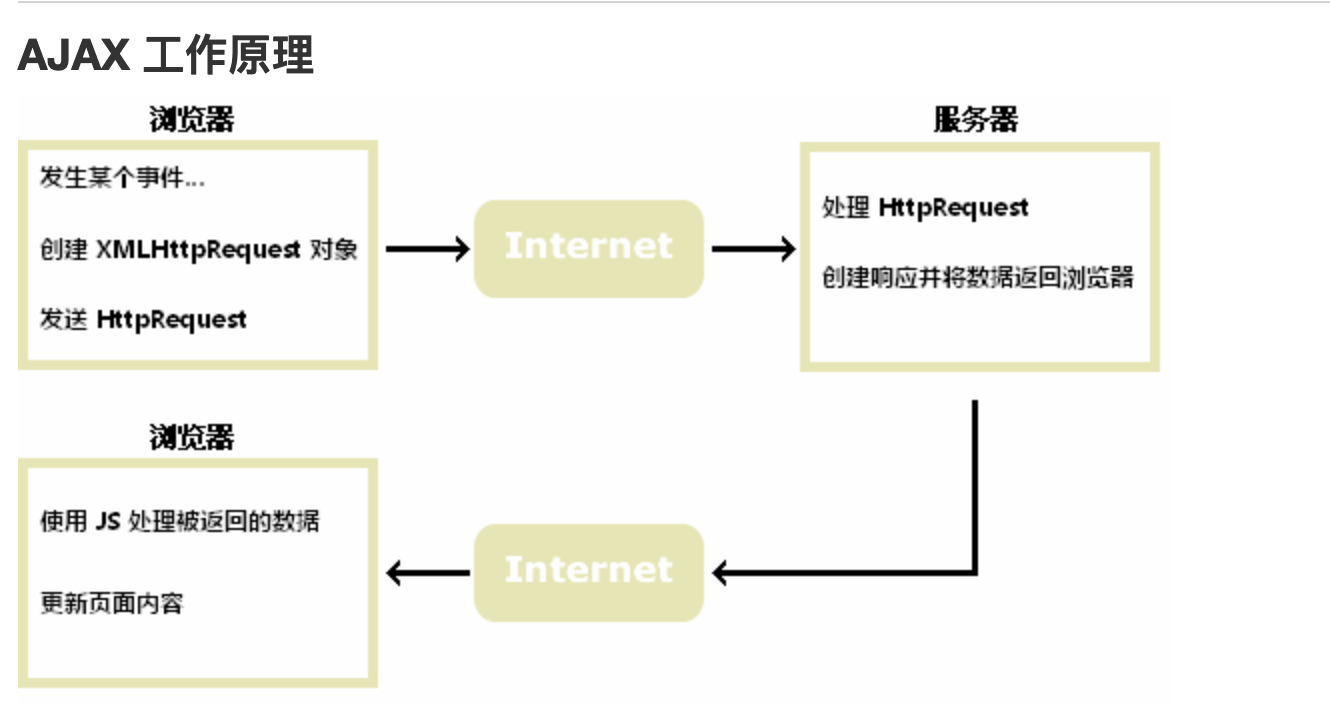 AJAX 工作原理
浏览器
发生某个事件...
创建 XMLHttpRequest 对象
发送 HttpRequest
Internet
服务器
处理 HttpRequest
创建响应并将数据返回浏览器
浏览器
使用 JS 处理被返回的数据
更新页面内容
Internet